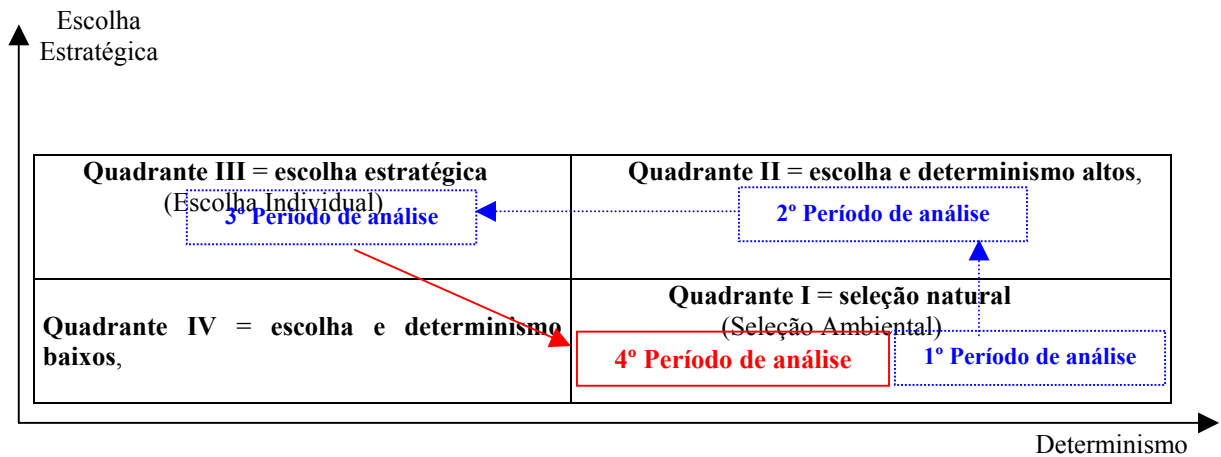 Escolha
Estratégica
Quadrante III = escolha estratégica
(Escolha Individual)
3º Período de análise
Quadrante II = escolha e determinismo altos,
2º Período de análise
Quadrante IV = escolha e determinismo
baixos,
Quadrante I = seleção natural
(Seleção Ambiental)
4º Período de análise
1º Período de análise
Determinismo